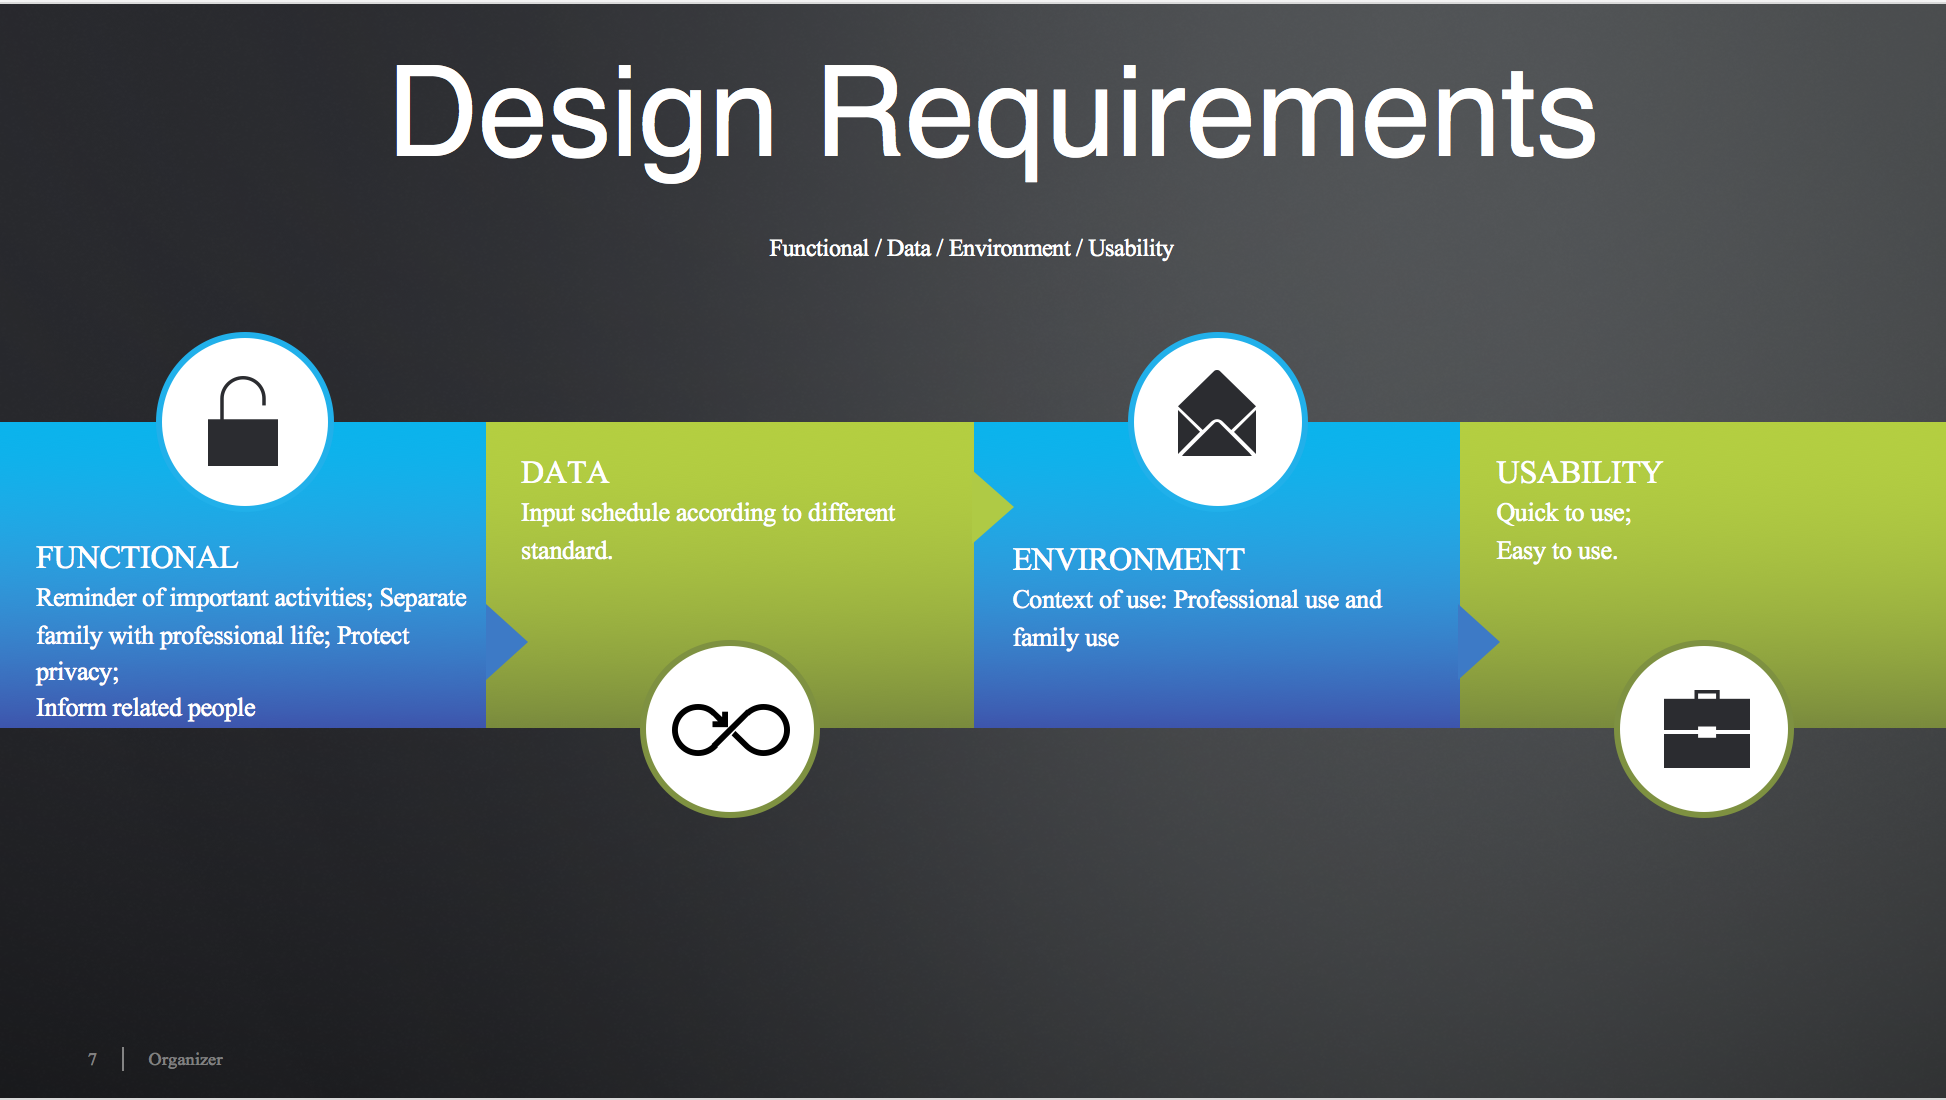 Design Requirements
Functional / Data / Environment / Usability
FUNCTIONAL
Reminder of important activities; Separate
family with professional life; Protect
privacy;
Inform related people
DATA
Input schedule according to different
standard.
ENVIRONMENT
Context of use: Professional use and
family use
USABILITY
Quick to use;
Easy to use.
7
Organizer